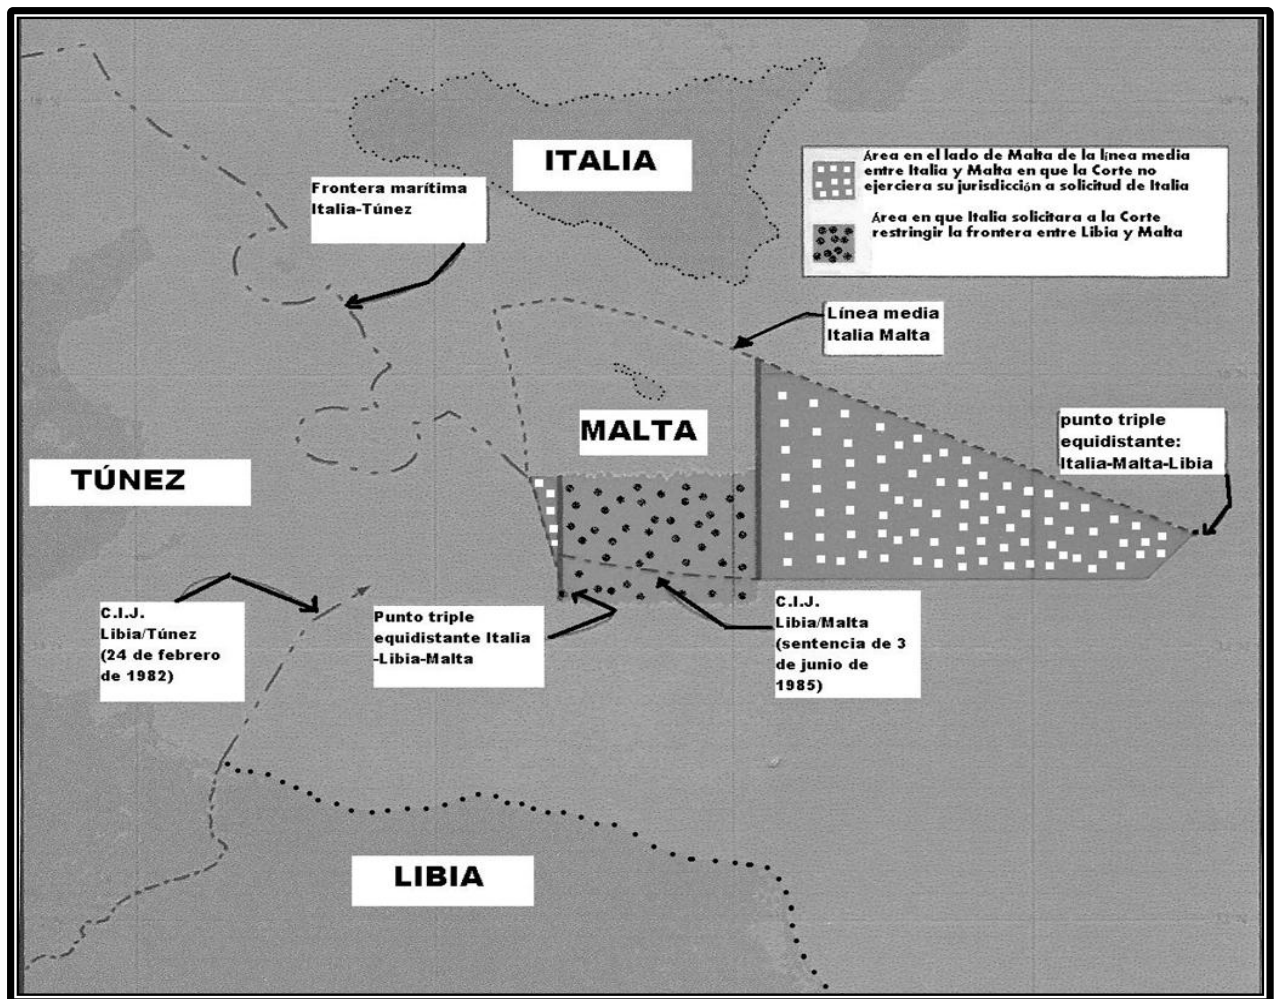 ITALIA
Área en el lado de Malta de la línea media
entre Italia y Malta en que la Corte no
ejerciera su jurisdicción a solicitud de Italia
Área en que Italia solicitara a la Corte
restringir la frontera entre Libia y Malta
Frontera marítima
Italia-Túnez
Línea media
Italia Malta
MALTA
punto triple
equidistante:
Italia-Malta-Libia
TÚNEZ
C.I.J.
Libia/Túnez
(24 de febrero
de 1982)
Punto triple
equidistante Italia
-Libia-Malta
C.I.J.
Libia/Malta
(sentencia de 3
de junio de
1985)
LIBIA